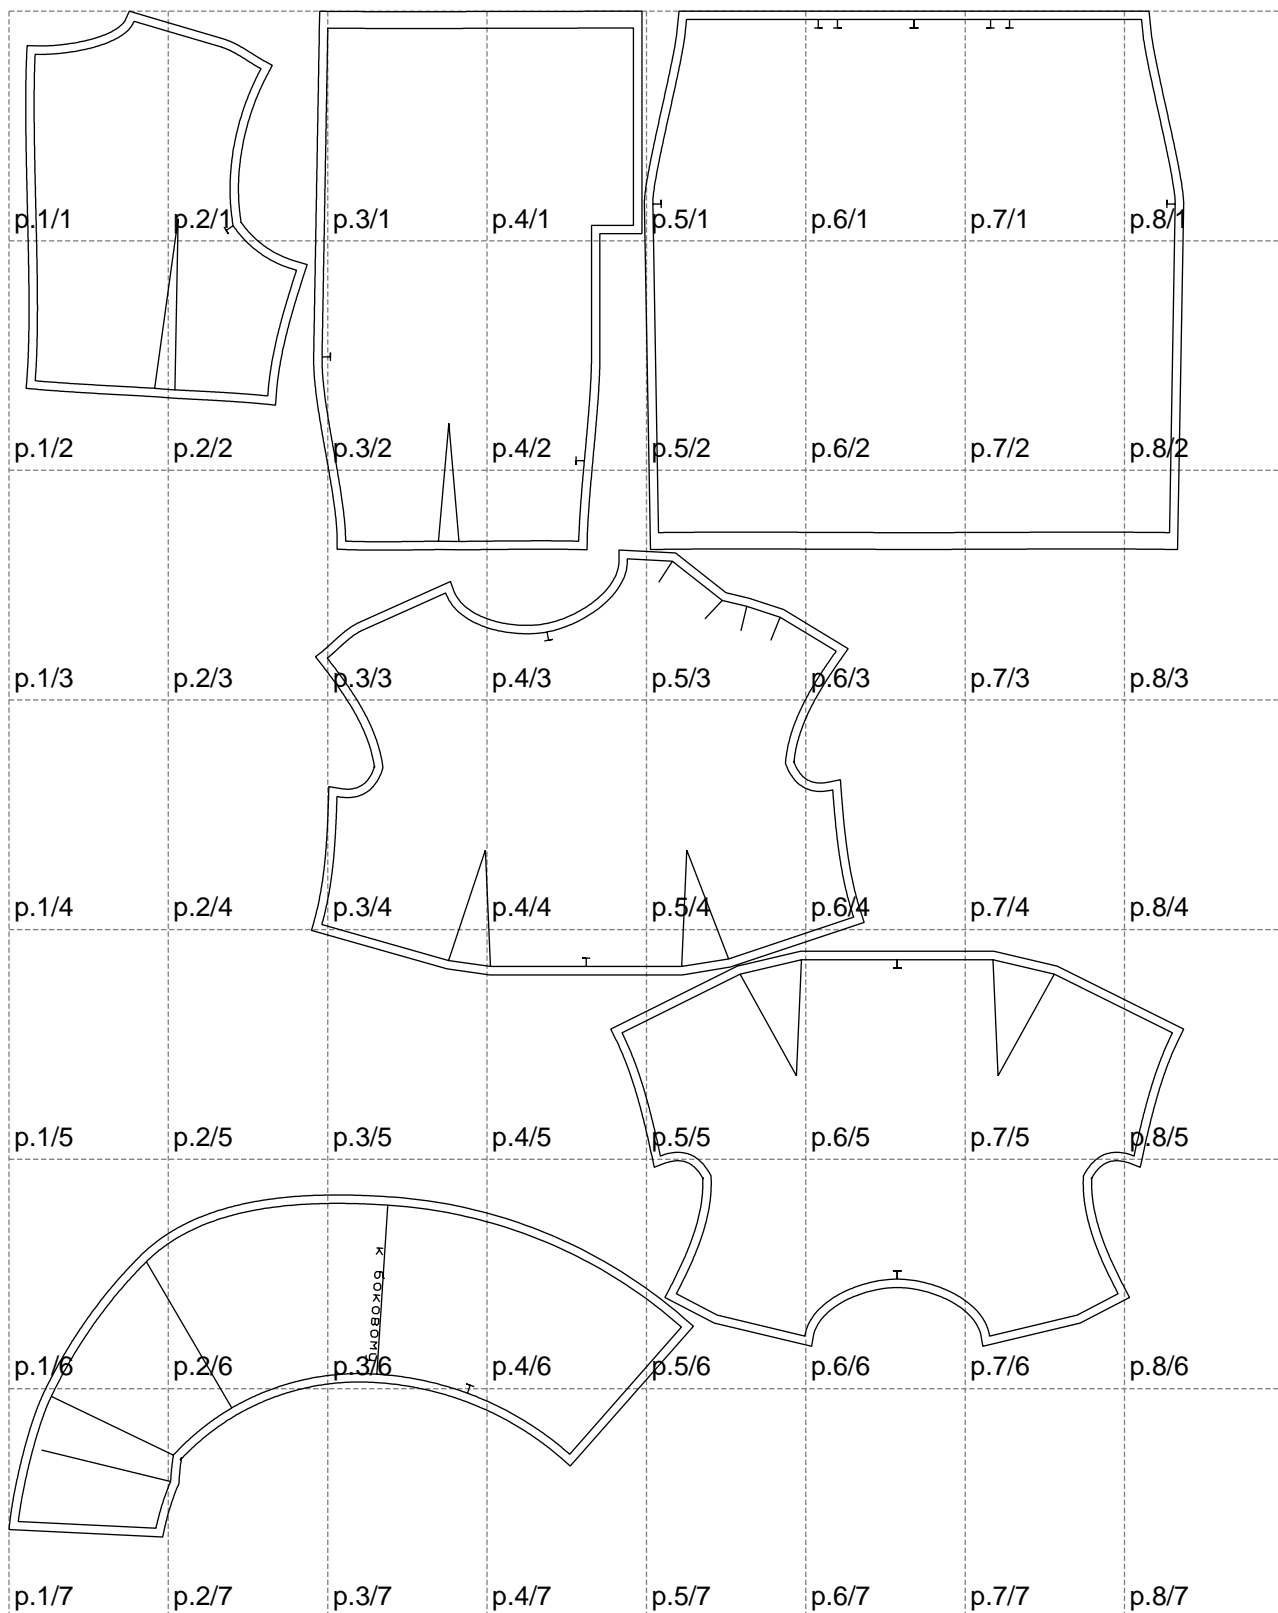 p.1/1 p.2/1 p.3/1 p.4/1 p.5/1 p.6/1 p.7/1 p.8/1
p.1/2 p.2/2 p.3/2 p.4/2 p.5/2 p.6/2 p.7/2 p.8/2
p.1/3 p.2/3 p.3/3 p.4/3 p.5/3 p.6/3 p.7/3 p.8/3
p.1/4 p.2/4 p.3/4 p.4/4 p.5/4 p.6/4 p.7/4 p.8/4
p.1/5 p.2/5 p.3/5 p.4/5 p.5/5 p.6/5 p.7/5 p.8/5
к боковому
p.1/6 p.2/6 p.3/6 p.4/6 p.5/6 p.6/6 p.7/6 p.8/6
p.1/7 p.2/7 p.3/7 p.4/7 p.5/7 p.6/7 p.7/7 p.8/7